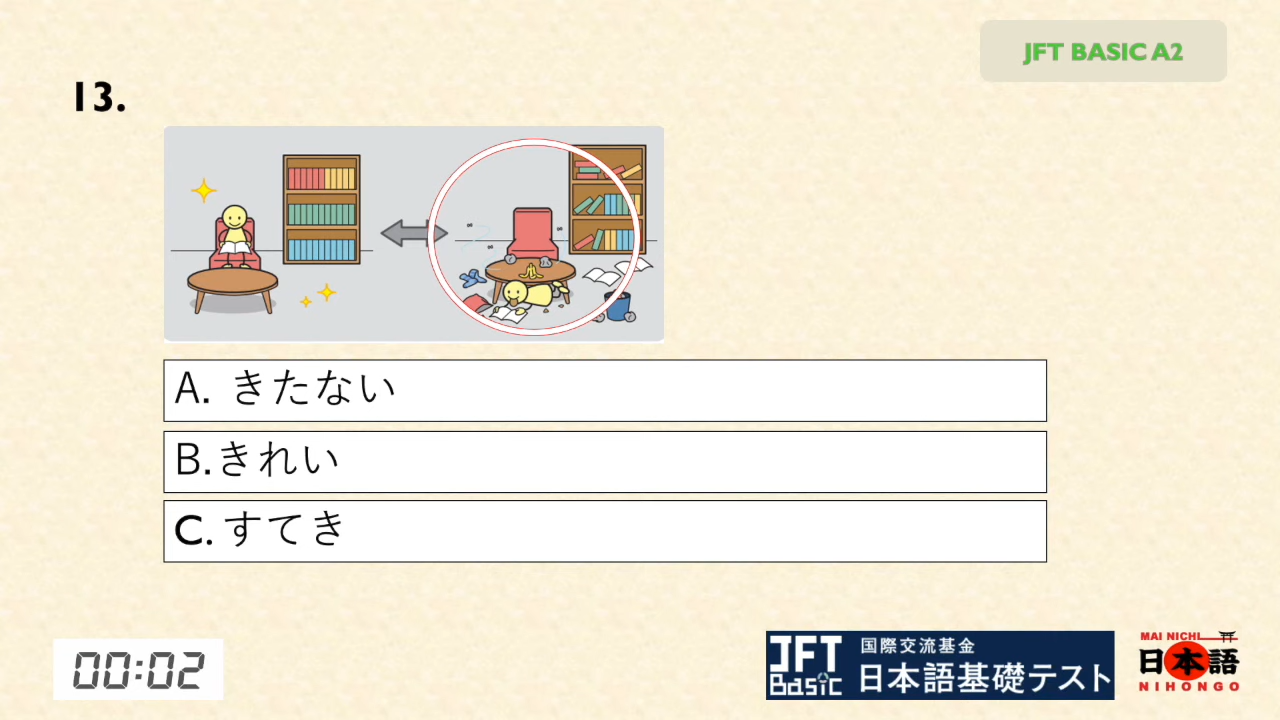 JFT BASIC A2
13.
A. きたない
B.きれい
C. すてき
00:02
JFT Basic
国際交流基金
日本語基礎テスト
MAI NICHI
日本語
NIHONGO